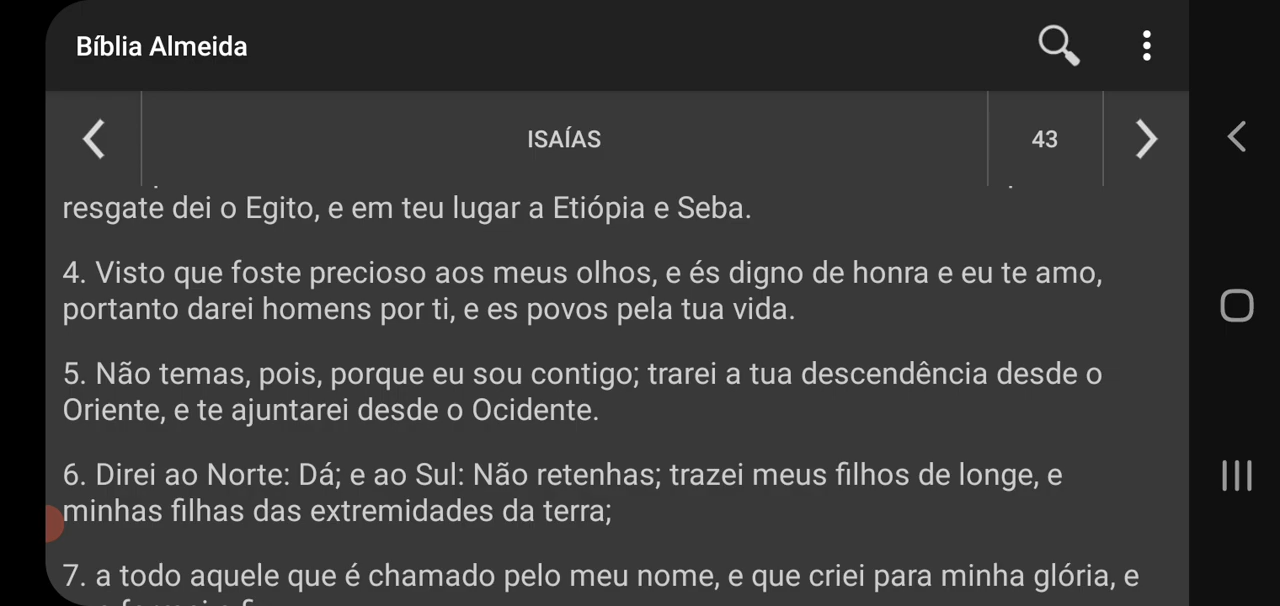 Bíblia Almeida
ISAÍAS
43
resgate dei o Egito, e em teu lugar a Etiópia e Seba.
4. Visto que foste precioso aos meus olhos, e és digno de honra e eu te amo,
portanto darei homens por ti, e es povos pela tua vida.
5. Não temas, pois, porque eu sou contigo; trarei a tua descendência desde o
Oriente, e te ajuntarei desde o Ocidente.
6. Direi ao Norte: Dá; e ao Sul: Não retenhas; trazei meus filhos de longe, e
minhas filhas das extremidades da terra;
7. a todo aquele que é chamado pelo meu nome, e que criei para minha glória, e